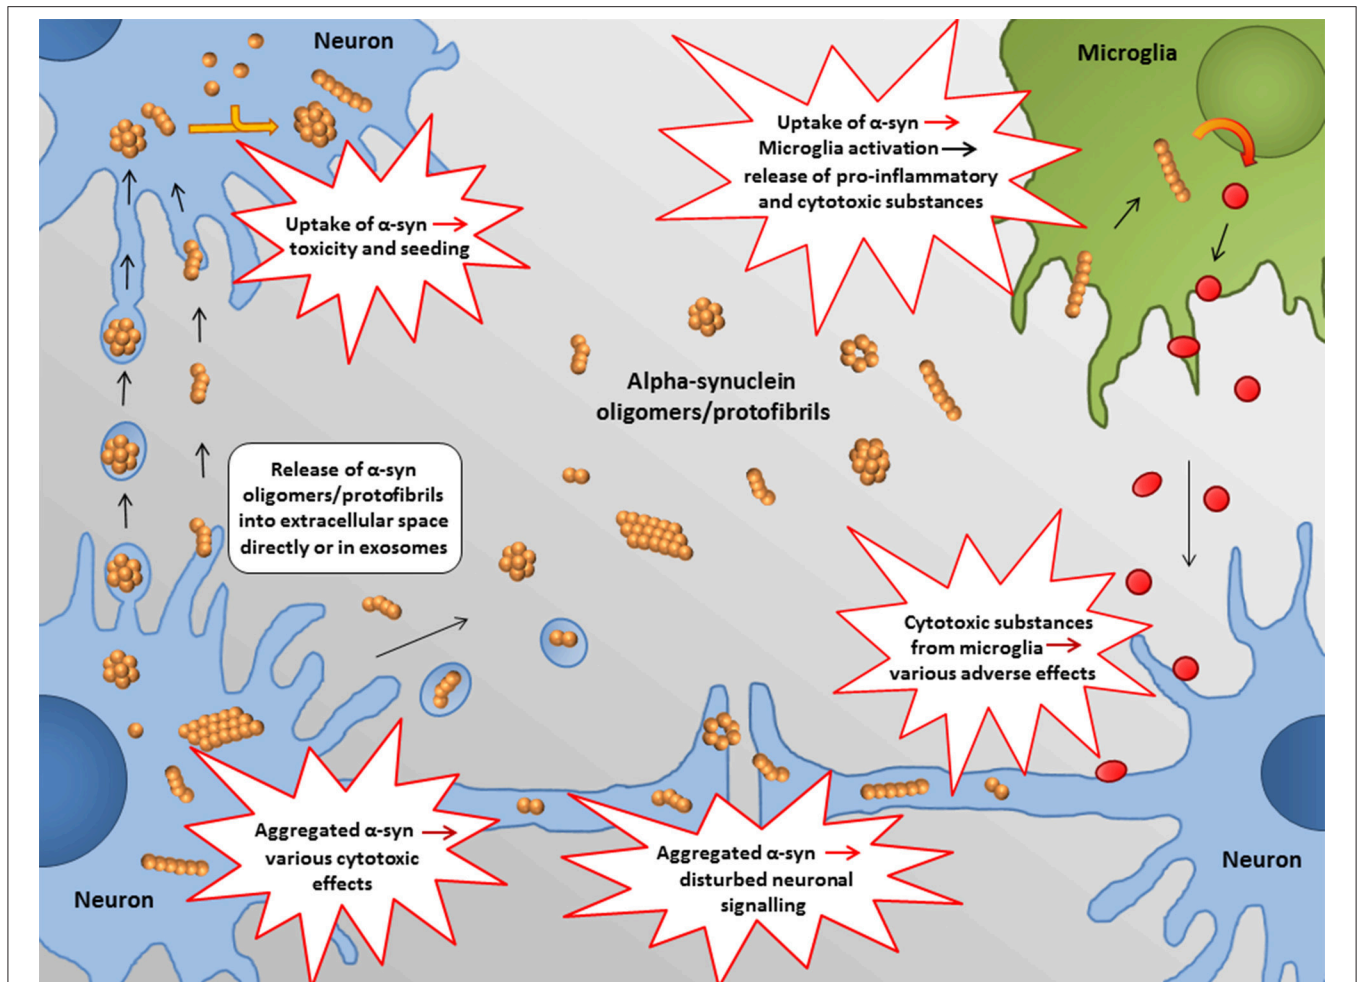 Neuron
Microglia
Uptake of α-syn →
Microglia activation →
release of pro-inflammatory
and cytotoxic substances
Uptake of α-syn →
toxicity and seeding
Alpha-synuclein
oligomers/protofibrils
Release of α-syn
oligomers/protofibrils
into extracellular space
directly or in exosomes
Cytotoxic substances
from microglia →
various adverse effects
Aggregated α-syn →
various cytotoxic
effects
Aggregated α-syn →
disturbed neuronal
signalling
Neuron
Neuron